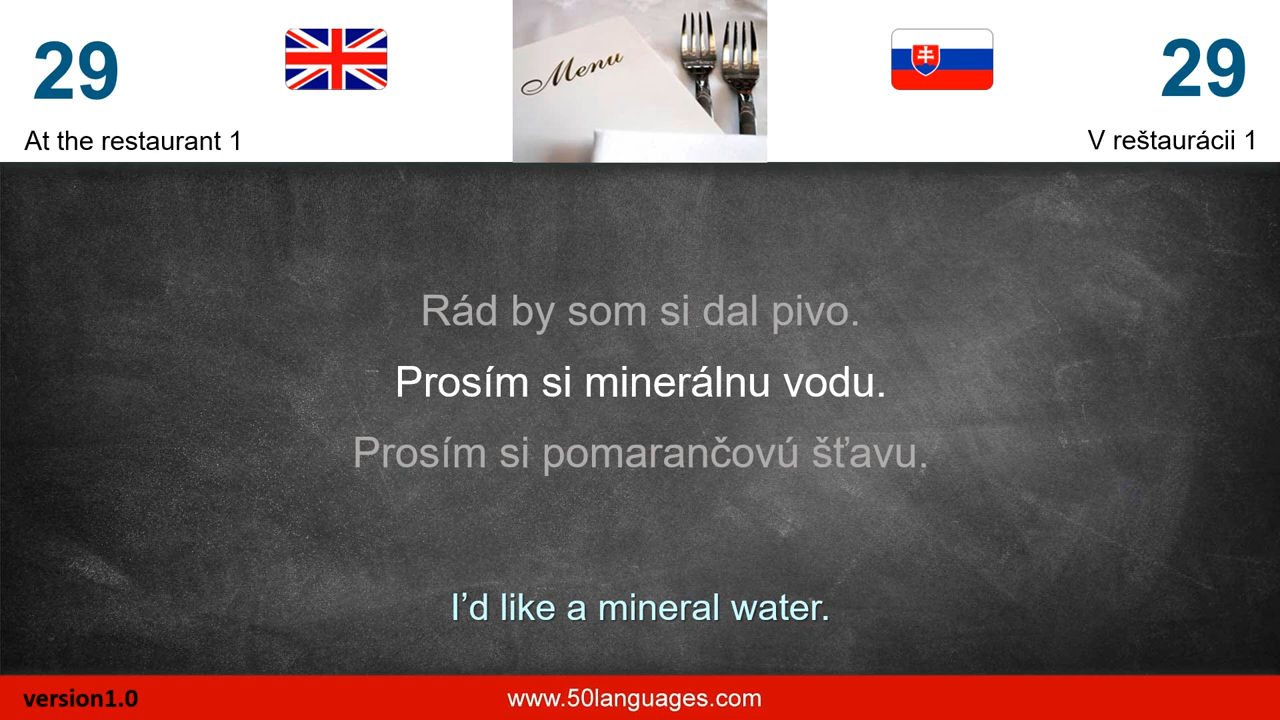 29
29
At the restaurant 1
Menu
V reštaurácii 1
Rád by som si dal pivo.
Prosím si minerálnu vodu.
Prosím si pomarančovú šťavu.
I’d like a mineral water.
version1.0
www.50languages.com